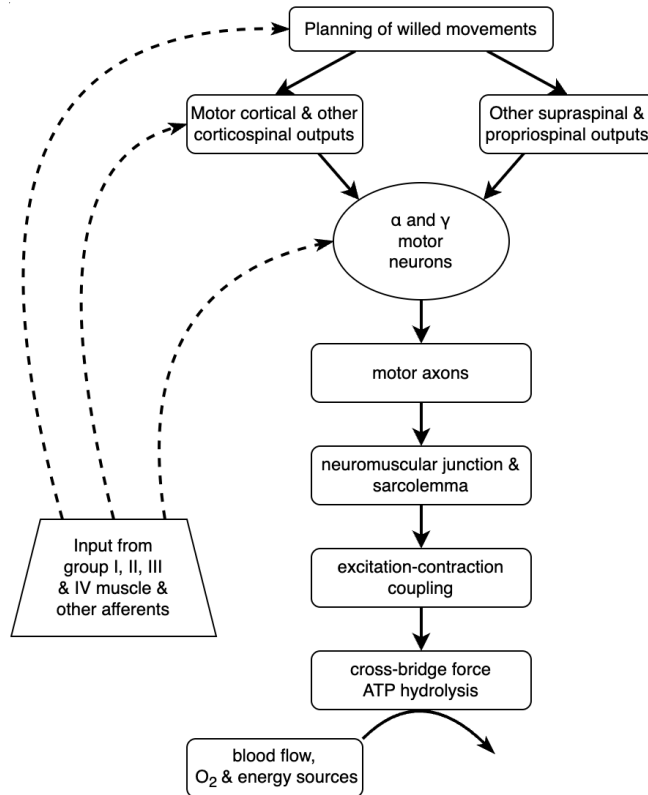 Planning of willed movements
Motor cortical & other
corticospinal outputs
Other supraspinal &
propriospinal outputs
α and γ
motor
neurons
motor axons
neuromuscular junction &
sarcolemma
Input from
group I, II, III
& IV muscle &
other afferents
excitation-contraction
coupling
cross-bridge force
ATP hydrolysis
blood flow,
O₂ & energy sources